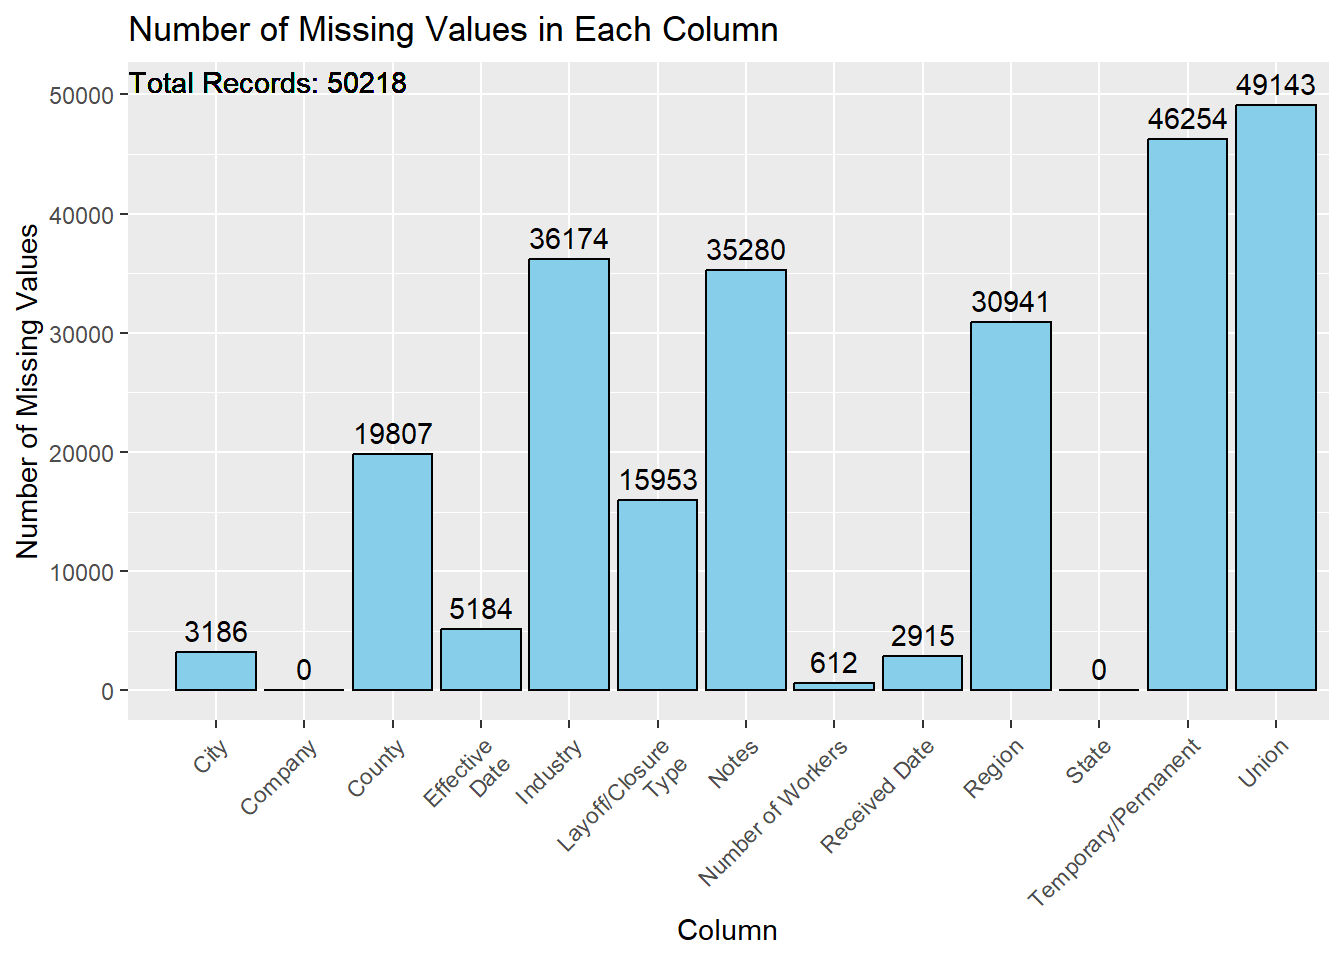 Number of Missing Values in Each Column
Total Records: 50218
Number of Missing Values
50000
40000
30000
20000
10000
0
3186
0
19807
5184
36174
15953
35280
612
2915
30941
0
46254
49143
City
Company
County
Effective
Date
Industry
Layoff/Closure
Type
Notes
Number of Workers
Received Date
Region
State
Temporary/Permanent
Union
Column